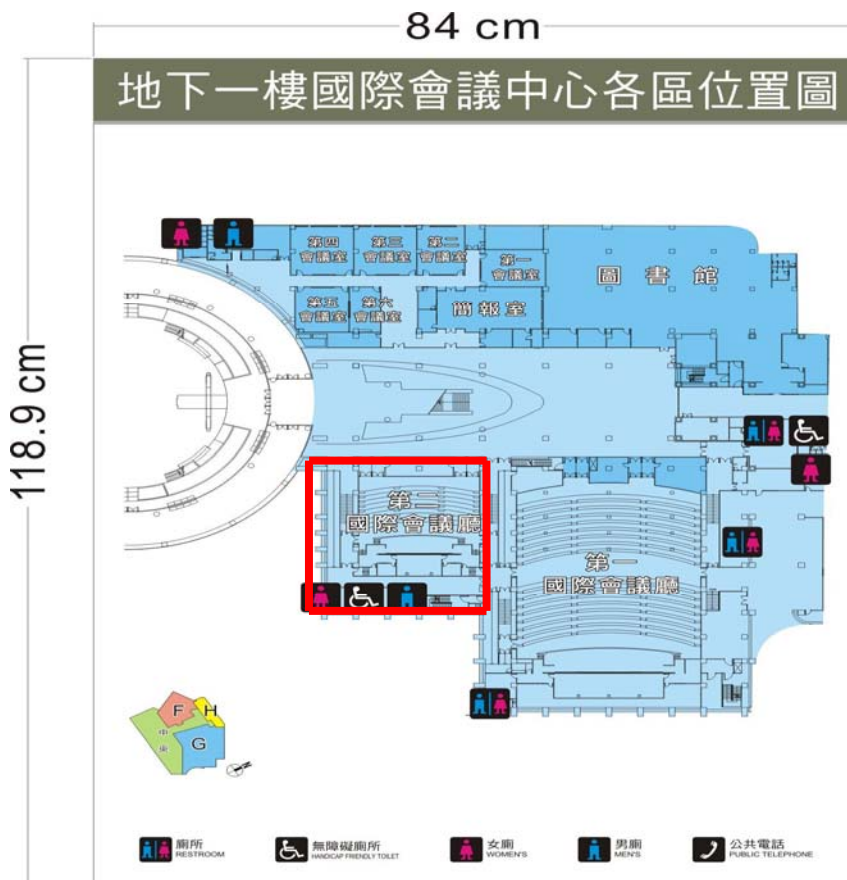 84 cm
118.9 cm
地下一樓國際會議中心各區位置圖
第四
會議室
第三
會議室
第二
會議室
第一
會議室
圖書館
第五
會議室
第六
會議室
簡報室
第二
國際會議廳
第一
國際會議廳
F
H
G
中
庭
N
廁所
RESTROOM
無障礙廁所
HANDICAP FRIENDLY TOILET
女廁
WOMEN'S
男廁
MEN'S
公共電話
PUBLIC TELEPHONE